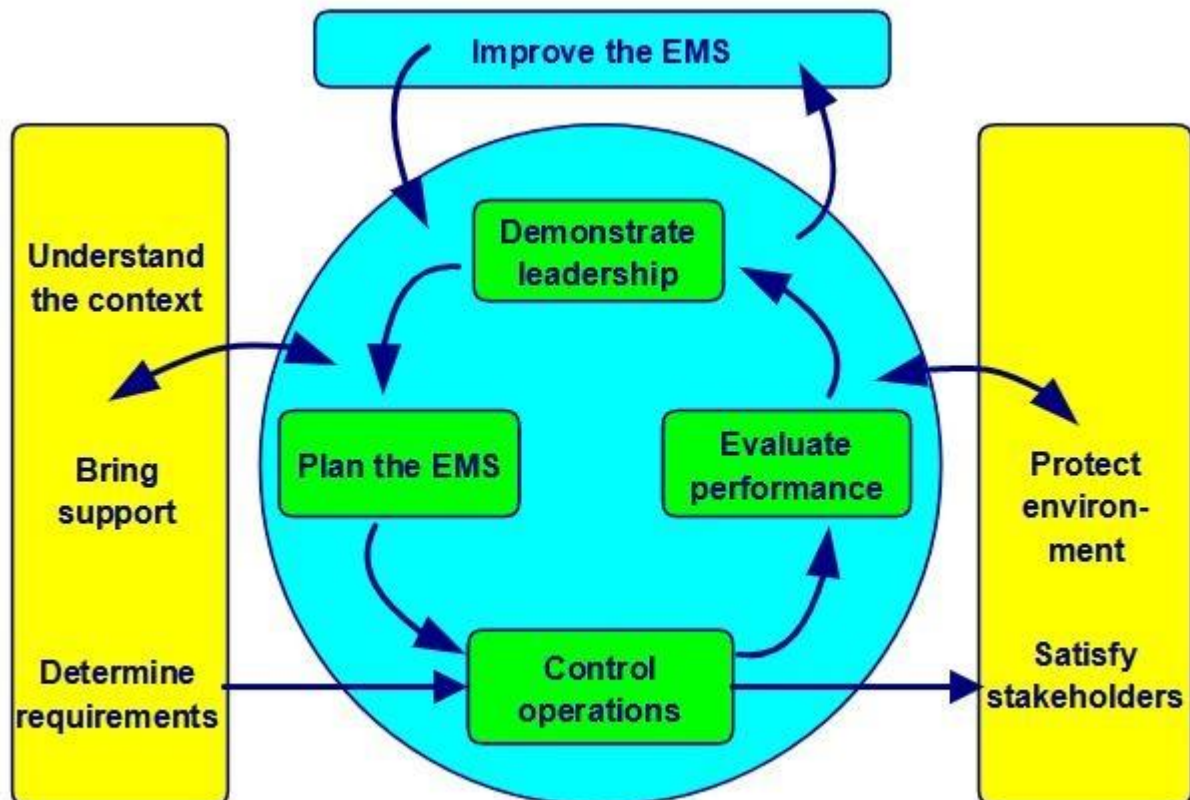 Improve the EMS
Understand
the context
Bring
support
Determine
requirements
Demonstrate
leadership
Plan the EMS
Evaluate
performance
Control
operations
Protect
environ-
ment
Satisfy
stakeholders